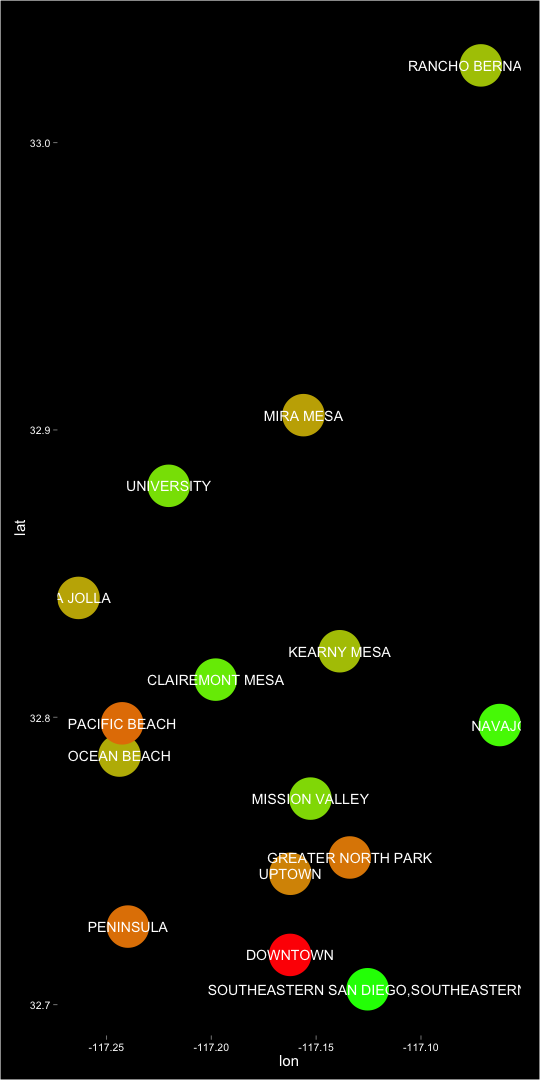 RANCHO BERNA
33.0
MIRA MESA
32.9
UNIVERSITY
lat
A JOLLA
KEARNY MESA
CLAIREMONT MESA
32.8
PACIFIC BEACH
NAVAJO
OCEAN BEACH
MISSION VALLEY
GREATER NORTH PARK
UPTOWN
PENINSULA
DOWNTOWN
SOUTHEASTERN SAN DIEGO,SOUTHEASTERN
32.7
-117.25 -117.20 -117.15 -117.10
lon